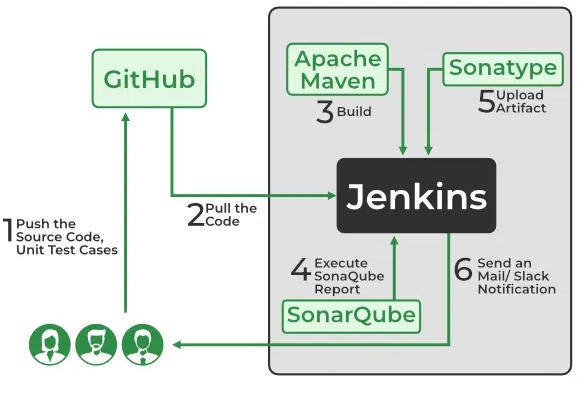 GitHub
Apache
Maven
Sonatype
3 Build
5 Upload
Artifact
Jenkins
2 Pull the
Code
1 Push the
Source Code,
Unit Test Cases
4 Execute
SonaQube
Report
6 Send an
Mail/ Slack
Notification
SonarQube